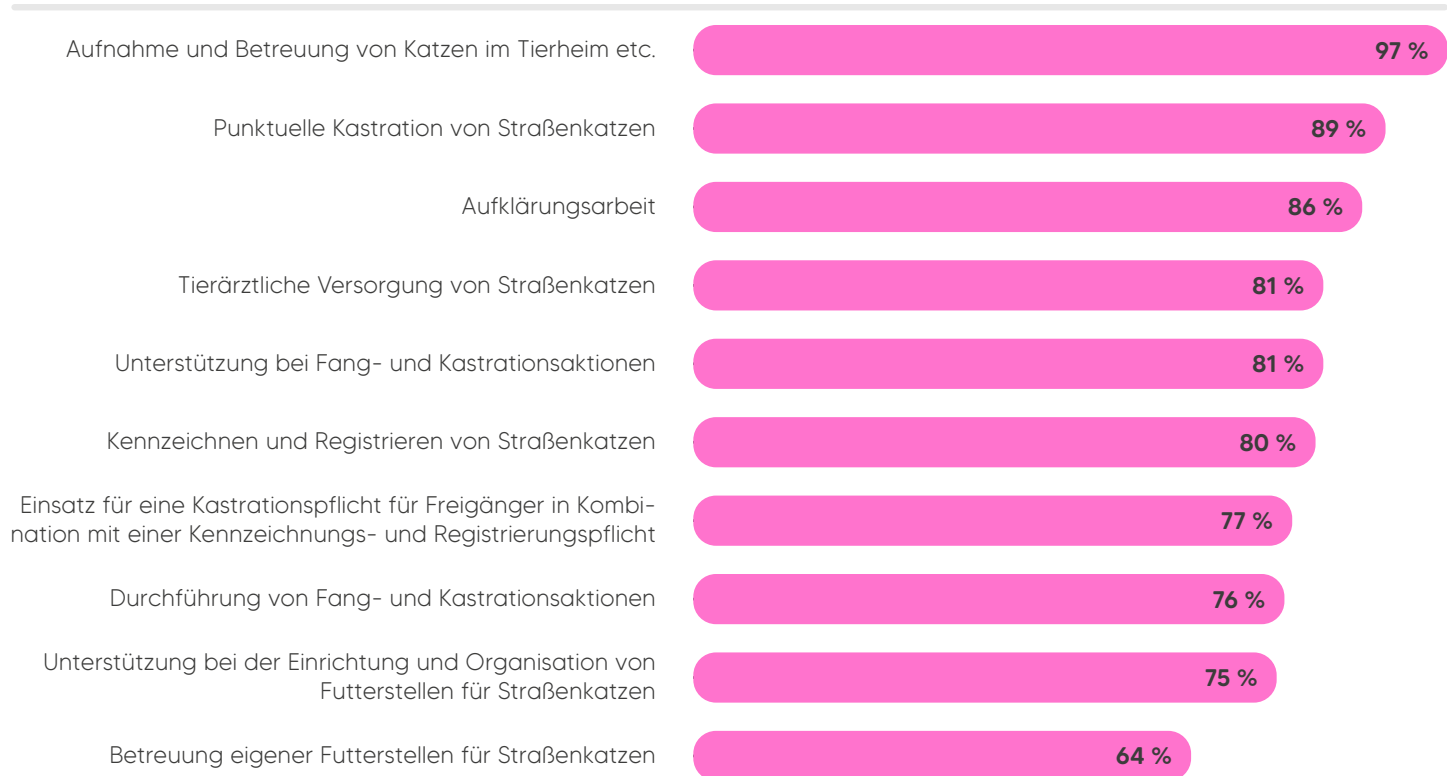 Aufnahme und Betreuung von Katzen im Tierheim etc. 97 %
Punktuelle Kastration von Straßenkatzen 89 %
Aufklärungsarbeit 86 %
Tierärztliche Versorgung von Straßenkatzen 81 %
Unterstützung bei Fang- und Kastrationsaktionen 81 %
Kennzeichnen und Registrieren von Straßenkatzen 80 %
Einsatz für eine Kastrationspflicht für Freigänger in Kombi-
nation mit einer Kennzeichnungs- und Registrierungspflicht
77 %
Durchführung von Fang- und Kastrationsaktionen 76 %
Unterstützung bei der Einrichtung und Organisation von
Futterstellen für Straßenkatzen
75 %
Betreuung eigener Futterstellen für Straßenkatzen 64 %